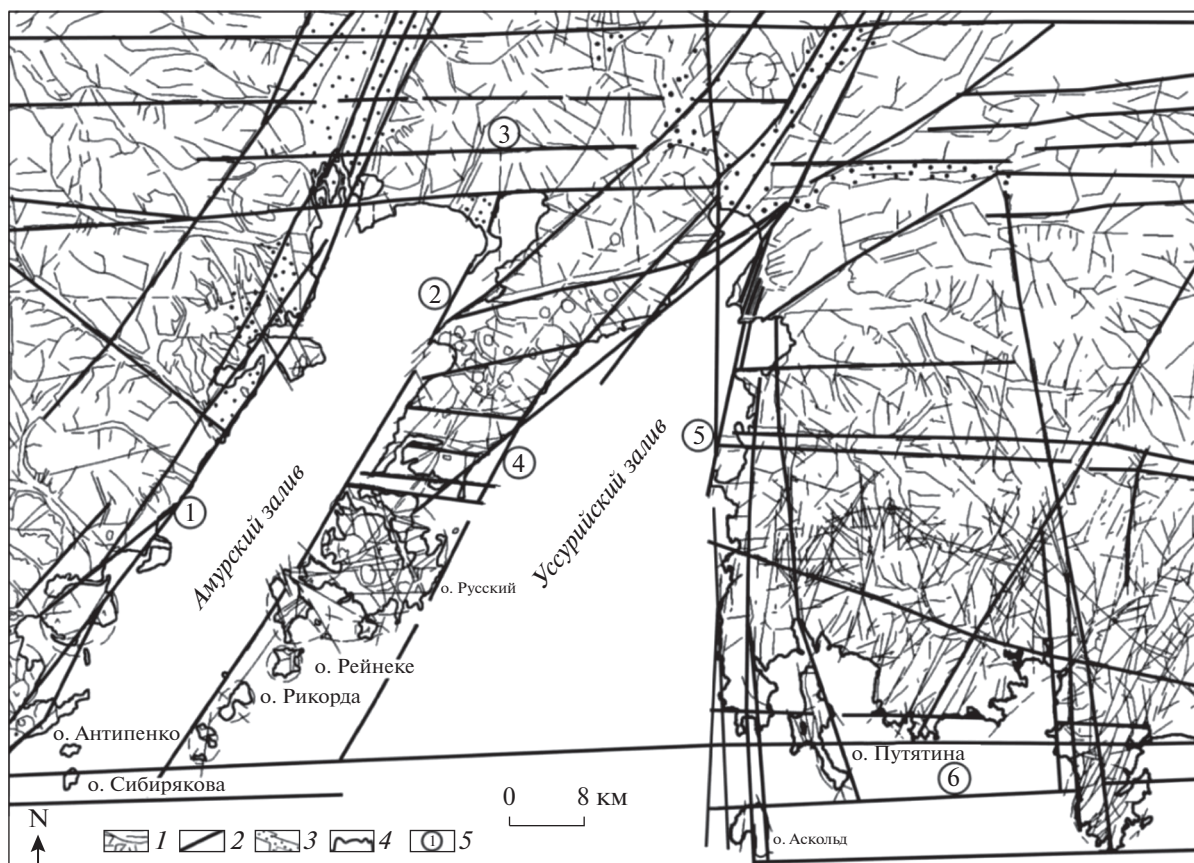 3
2
5
4
1
Амурский залив
Уссурийский залив
о. Русский
о. Рейнеке
о. Рикорда
о. Антипенко
о. Путятина
о. Сибирякова
6
0 8 км
N
о. Аскольд
1 2 3 4 1 5